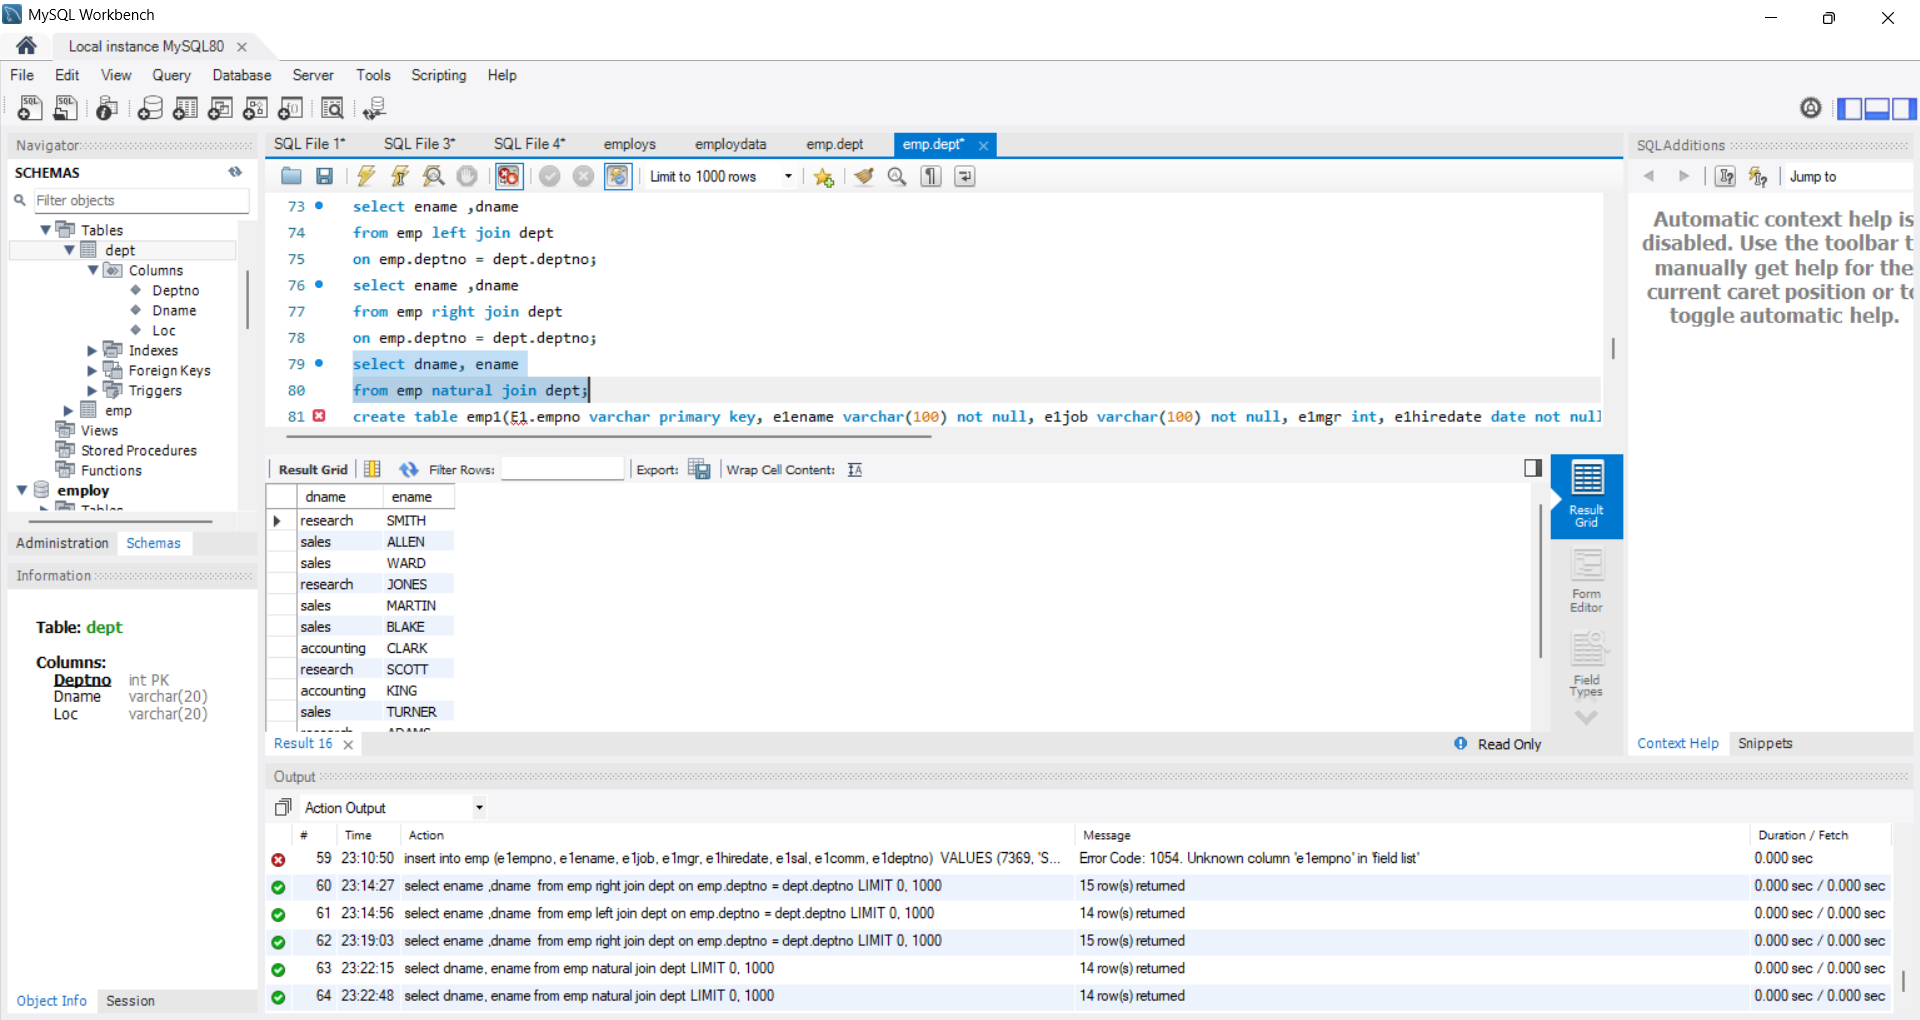 MySQL Workbench
Local instance MySQL80
File Edit View Query Database Server Tools Scripting Help
Navigator
SCHEMAS
Filter objects
Tables
dept
Columns
Deptno
Dname
Loc
Indexes
Foreign Keys
Triggers
emp
Views
Stored Procedures
Functions
employ
Tables
Administration Schemas
Information
Table: dept
Columns:
Deptno int PK
Dname varchar(20)
Loc varchar(20)
Object Info Session
SQL File 1* SQL File 3* SQL File 4* employs employdata emp.dept emp.dept*
Limit to 1000 rows
73 select ename ,dname
74 from emp left join dept
75 on emp.deptno = dept.deptno;
76 select ename ,dname
77 from emp right join dept
78 on emp.deptno = dept.deptno;
79 select dname, ename
80 from emp natural join dept;
81 create table emp1(E1.empno varchar primary key, e1ename varchar(100) not null, e1job varchar(100) not null, e1mgr int, e1hiredate date not null
Result Grid Filter Rows: Export: Wrap Cell Content:
dname ename
research SMITH
sales ALLEN
sales WARD
research JONES
sales MARTIN
sales BLAKE
accounting CLARK
research SCOTT
accounting KING
sales TURNER
research ADAMS
Result Grid
Form Editor
Field Types
Result 16
Read Only
SQLAdditions
Jump to
Automatic context help is
disabled. Use the toolbar t
manually get help for the
current caret position or to
toggle automatic help.
Context Help Snippets
Output
Action Output
# Time Action Message Duration / Fetch
59 23:10:50 insert into emp (e1empno, e1ename, e1job, e1mgr, e1hiredate, e1sal, e1comm, e1deptno) VALUES (7369, 'S... Error Code: 1054. Unknown column 'e1empno' in 'field list' 0.000 sec
60 23:14:27 select ename ,dname from emp right join dept on emp.deptno = dept.deptno LIMIT 0, 1000 15 row(s) returned 0.000 sec / 0.000 sec
61 23:14:56 select ename ,dname from emp left join dept on emp.deptno = dept.deptno LIMIT 0, 1000 14 row(s) returned 0.000 sec / 0.000 sec
62 23:19:03 select ename ,dname from emp right join dept on emp.deptno = dept.deptno LIMIT 0, 1000 15 row(s) returned 0.000 sec / 0.000 sec
63 23:22:15 select dname, ename from emp natural join dept LIMIT 0, 1000 14 row(s) returned 0.000 sec / 0.000 sec
64 23:22:48 select dname, ename from emp natural join dept LIMIT 0, 1000 14 row(s) returned 0.000 sec / 0.000 sec